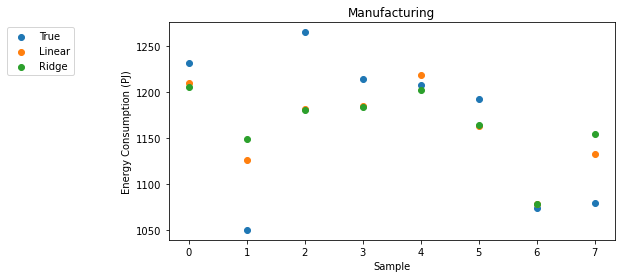 Manufacturing
True
Linear
Ridge
Energy Consumption (PJ)
1250
1200
1150
1100
1050
0 1 2 3 4 5 6 7
Sample